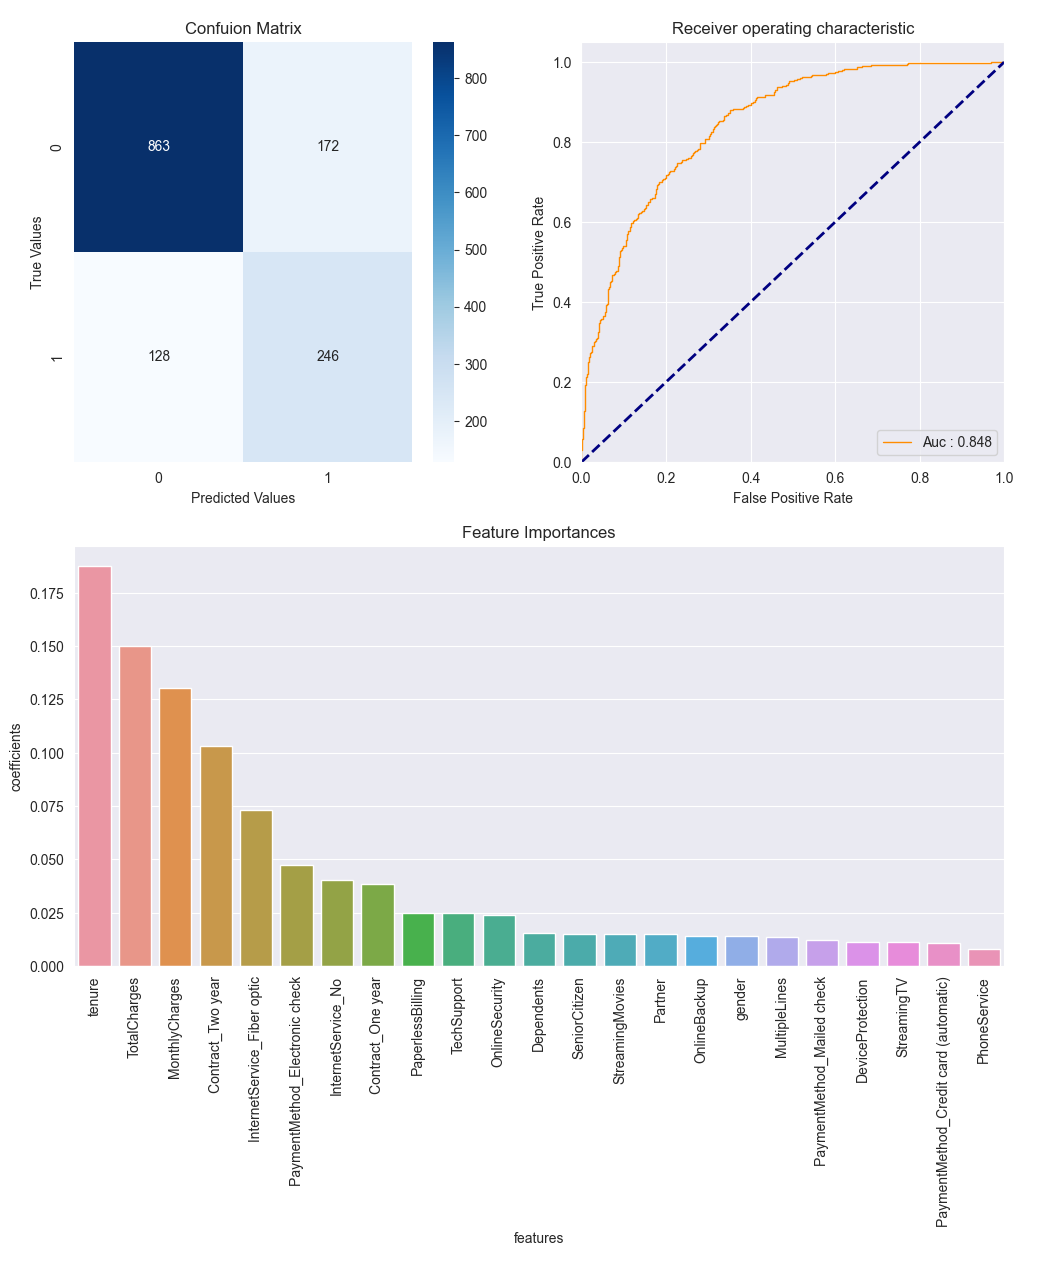 Confuion Matrix
863
172
128
246
0
1
True Values
0
1
Predicted Values
800
700
600
500
400
300
200
Receiver operating characteristic
1.0
0.8
0.6
0.4
0.2
0.0
True Positive Rate
0.0
0.2
0.4
0.6
0.8
1.0
False Positive Rate
Auc : 0.848
Feature Importances
0.175
0.150
0.125
0.100
0.075
0.050
0.025
0.000
coefficients
tenure
TotalCharges
MonthlyCharges
Contract_Two year
InternetService_Fiber optic
PaymentMethod_Electronic check
InternetService_No
Contract_One year
PaperlessBilling
TechSupport
OnlineSecurity
Dependents
SeniorCitizen
StreamingMovies
Partner
OnlineBackup
gender
MultipleLines
PaymentMethod_Mailed check
DeviceProtection
StreamingTV
PaymentMethod_Credit card (automatic)
PhoneService
features